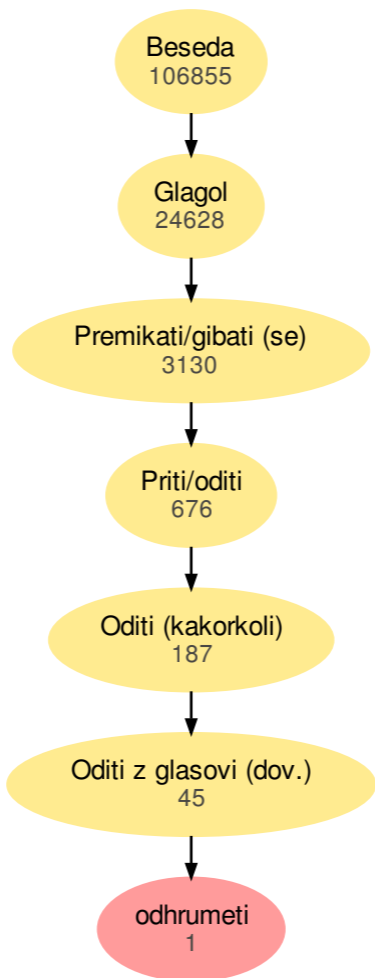 Beseda
106855
Glagol
24628
Premikati/gibati (se)
3130
Priti/oditi
676
Oditi (kakorkoli)
187
Oditi z glasovi (dov.)
45
odhrumeti
1